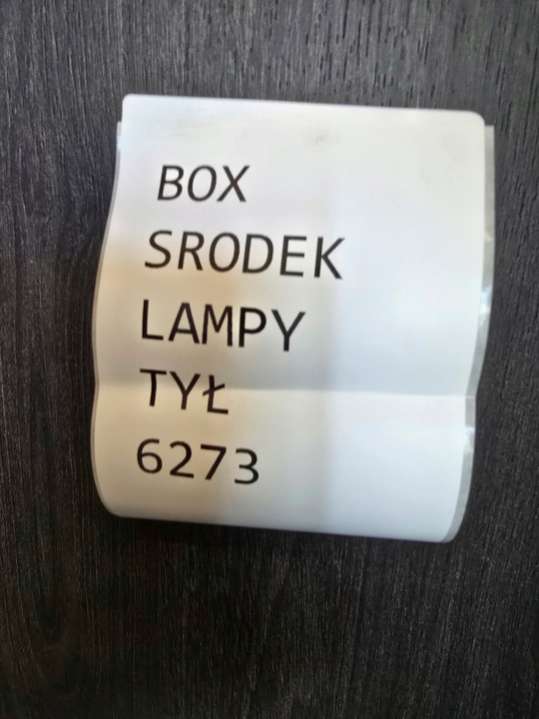 BOX
SRODEK
LAMPY
TYŁ
6273